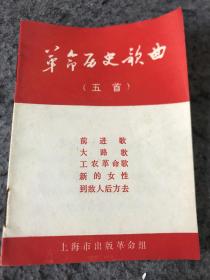 革命历史歌曲
（五首）
前进歌
大路歌
工农革命歌
新的女性
到敌人后方去
上海市出版革命组